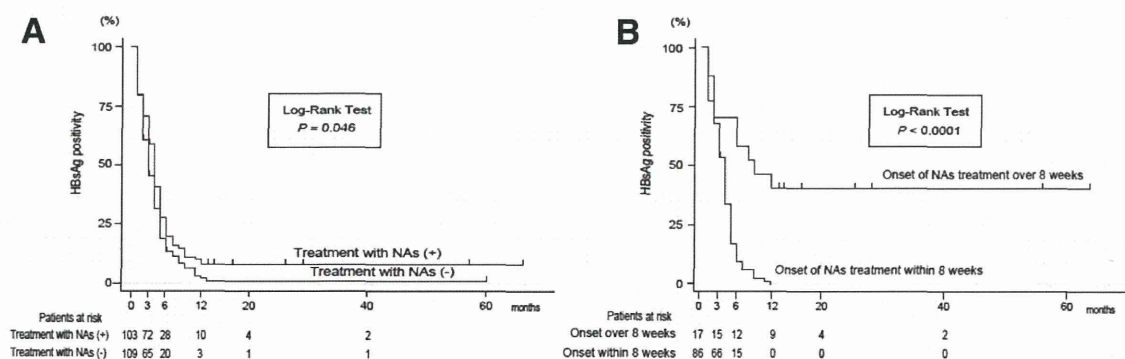 A
(%)
100
75
50
25
0
HBsAg positivity
Log-Rank Test
P = 0.046
Treatment with NAs (+)
Treatment with NAs (-)
0 3 6 12 20 40 60 months
Patients at risk
Treatment with NAs (+) 103 72 28 10 4 2
Treatment with NAs (-) 109 65 20 3 1 1
B
(%)
100
75
50
25
0
HBsAg positivity
Log-Rank Test
P < 0.0001
Onset of NAs treatment over 8 weeks
Onset of NAs treatment within 8 weeks
0 3 6 12 20 40 60 months
Patients at risk
Onset over 8 weeks 17 15 12 9 4 2
Onset within 8 weeks 86 66 15 0 0 0